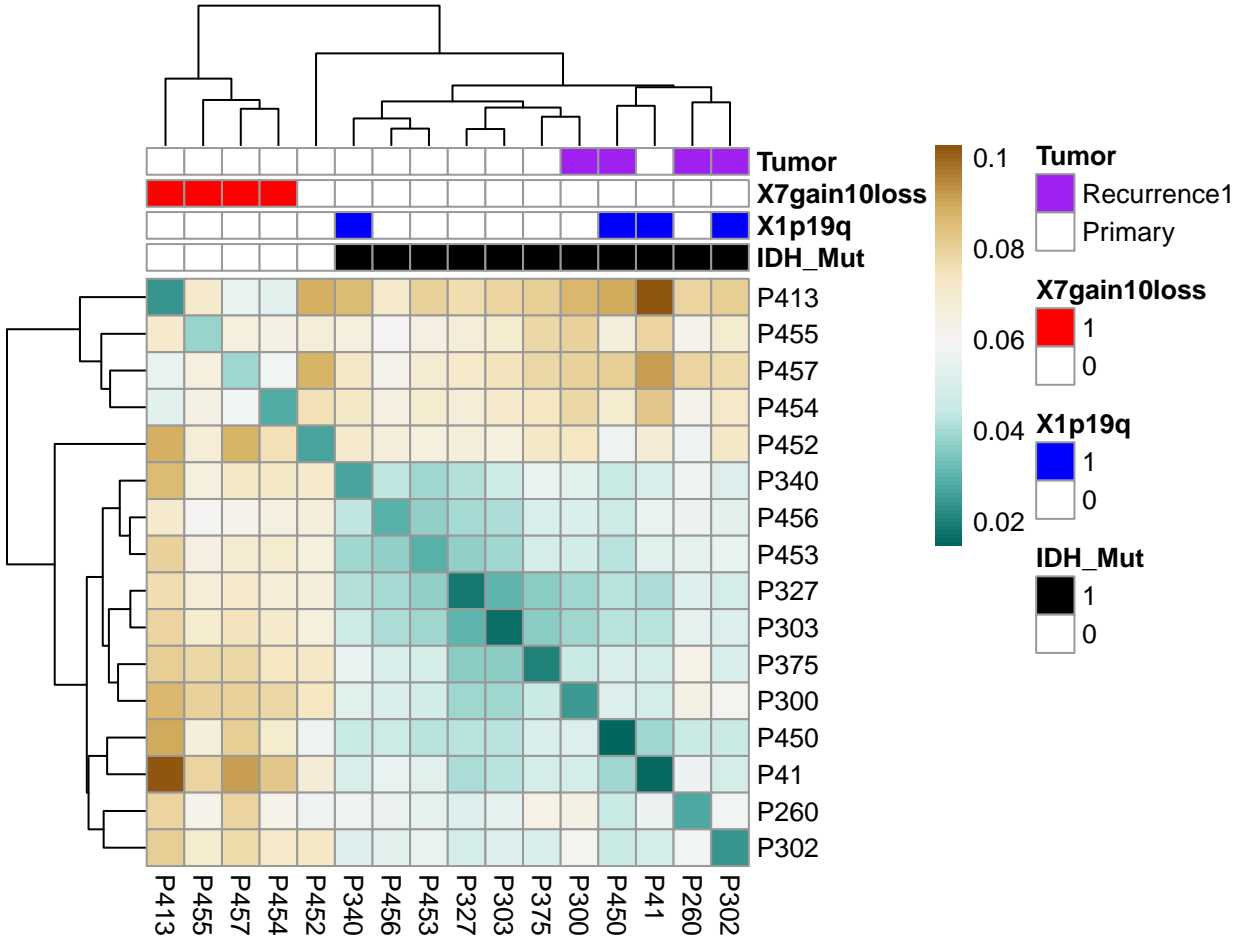 Tumor
X7gain10loss
X1p19q
IDH_Mut
P413
P455
P457
P454
P452
P340
P456
P453
P327
P303
P375
P300
P450
P41
P260
P302
P413
P455
P457
P454
P452
P340
P456
P453
P327
P303
P375
P300
P450
P41
P260
P302
0.1
0.08
0.06
0.04
0.02
Tumor
Recurrence1
Primary
X7gain10loss
1
0
X1p19q
1
0
IDH_Mut
1
0